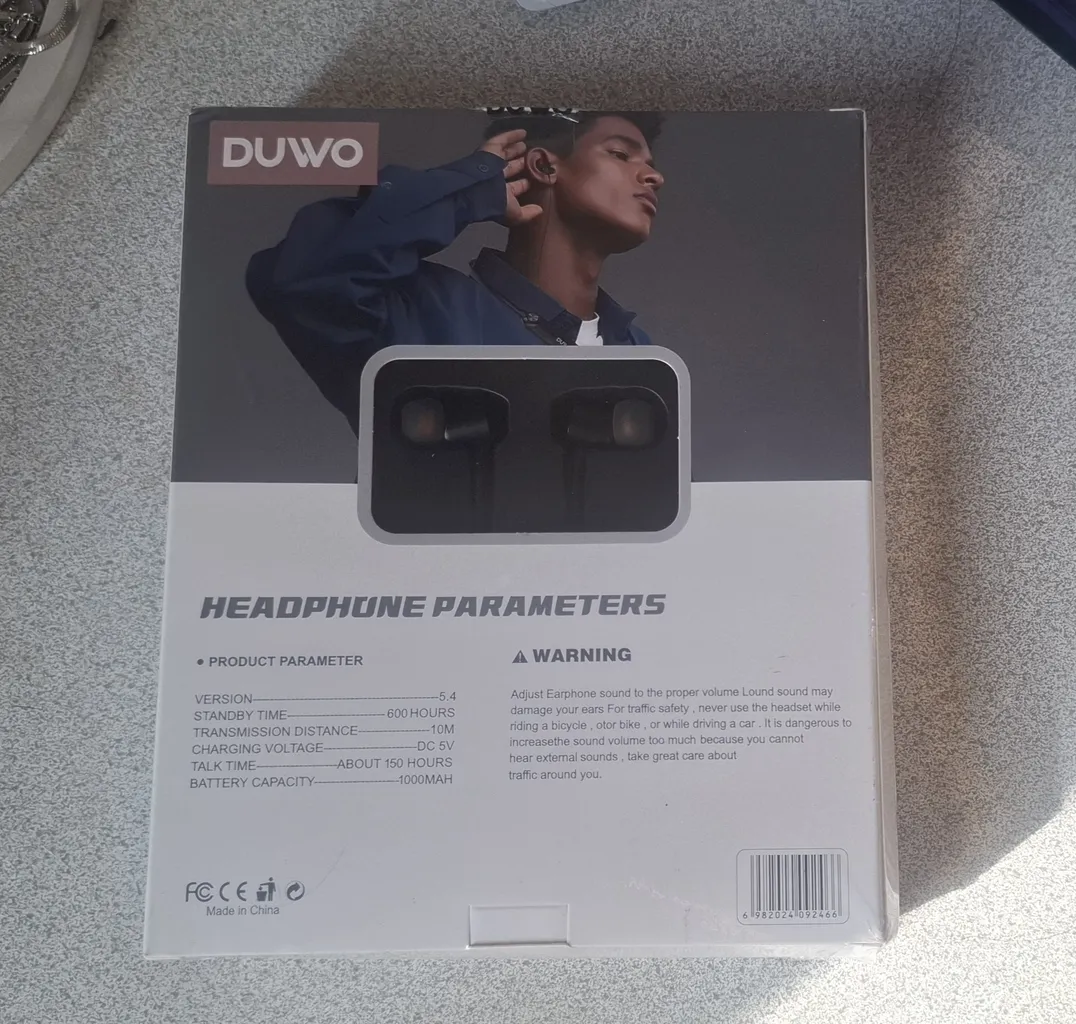 DUWO
HEADPHONE PARAMETERS
• PRODUCT PARAMETER
VERSION 5.4
STANDBY TIME 600 HOURS
TRANSMISSION DISTANCE 10M
CHARGING VOLTAGE DC 5V
TALK TIME ABOUT 150 HOURS
BATTERY CAPACITY 1000MAH
WARNING
Adjust Earphone sound to the proper volume Lound sound may
damage your ears For traffic safety , never use the headset while
riding a bicycle , otor bike , or while driving a car . It is dangerous to
increasethe sound volume too much because you cannot
hear external sounds , take great care about
traffic around you.
FC CE
Made in China
6 982024 092466